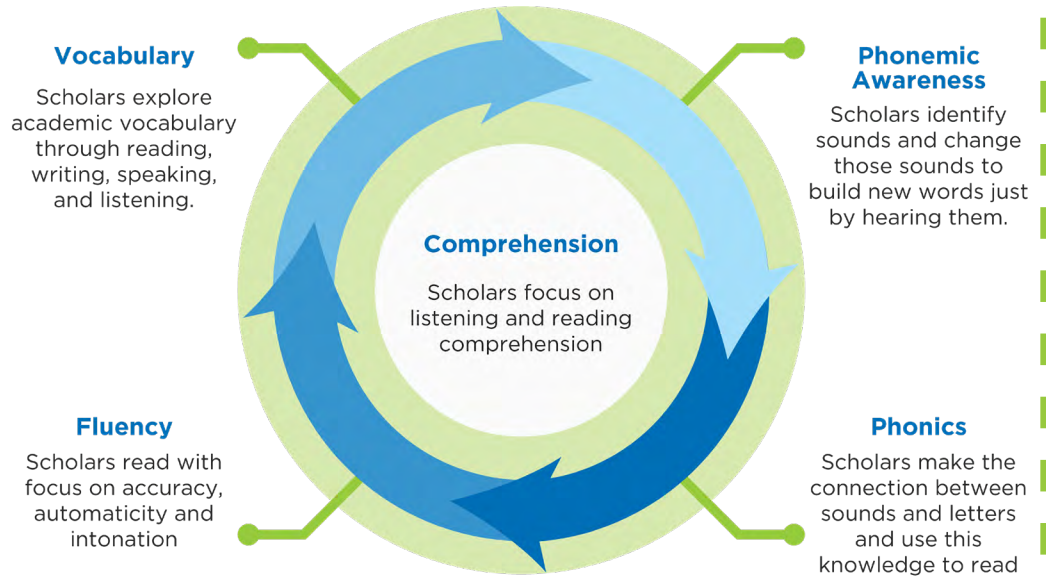 Vocabulary
Scholars explore
academic vocabulary
through reading,
writing, speaking,
and listening.
Phonemic
Awareness
Scholars identify
sounds and change
those sounds to
build new words just
by hearing them.
Comprehension
Scholars focus on
listening and reading
comprehension
Fluency
Scholars read with
focus on accuracy,
automaticity and
intonation
Phonics
Scholars make the
connection between
sounds and letters
and use this
knowledge to read